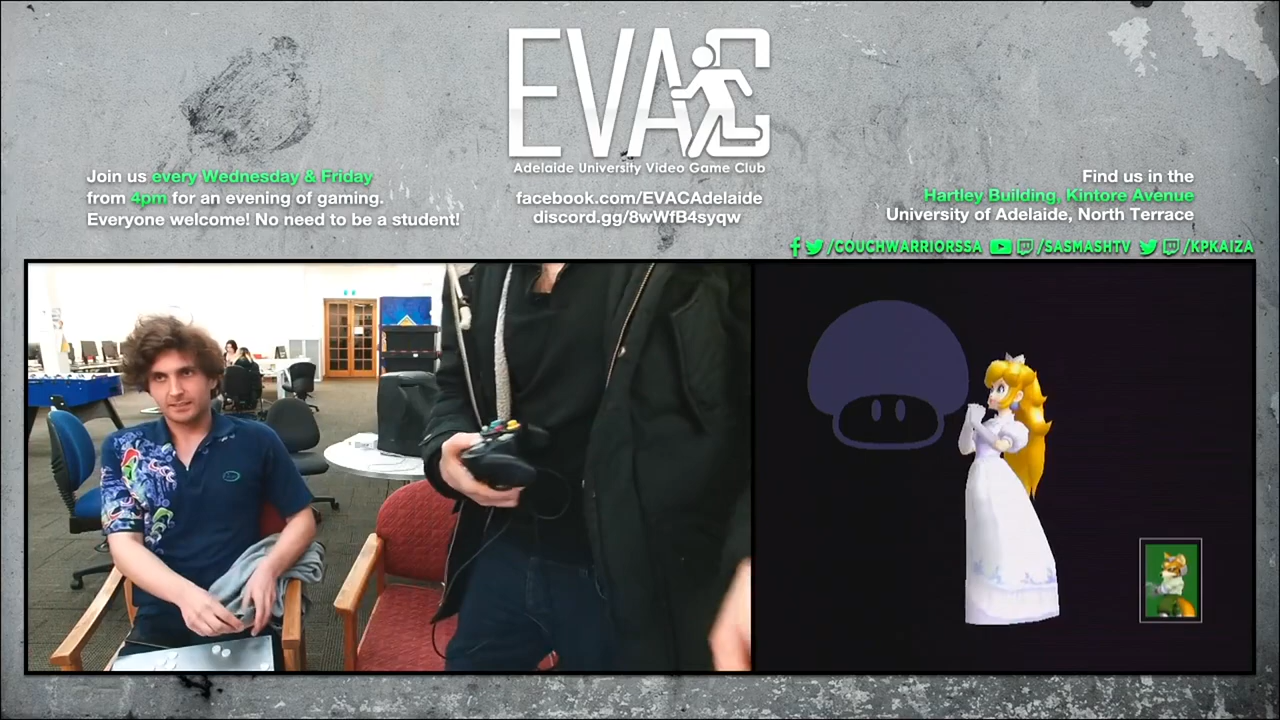 EVAC
Adelaide University Video Game Club
Join us every Wednesday & Friday
from 4pm for an evening of gaming.
Everyone welcome! No need to be a student!
facebook.com/EVACAdelaide
discord.gg/8wWfB4syqw
Find us in the
Hartley Building, Kintore Avenue
University of Adelaide, North Terrace
/COUCHWARRIORSSA /SASMASHTV /KPKAIZA